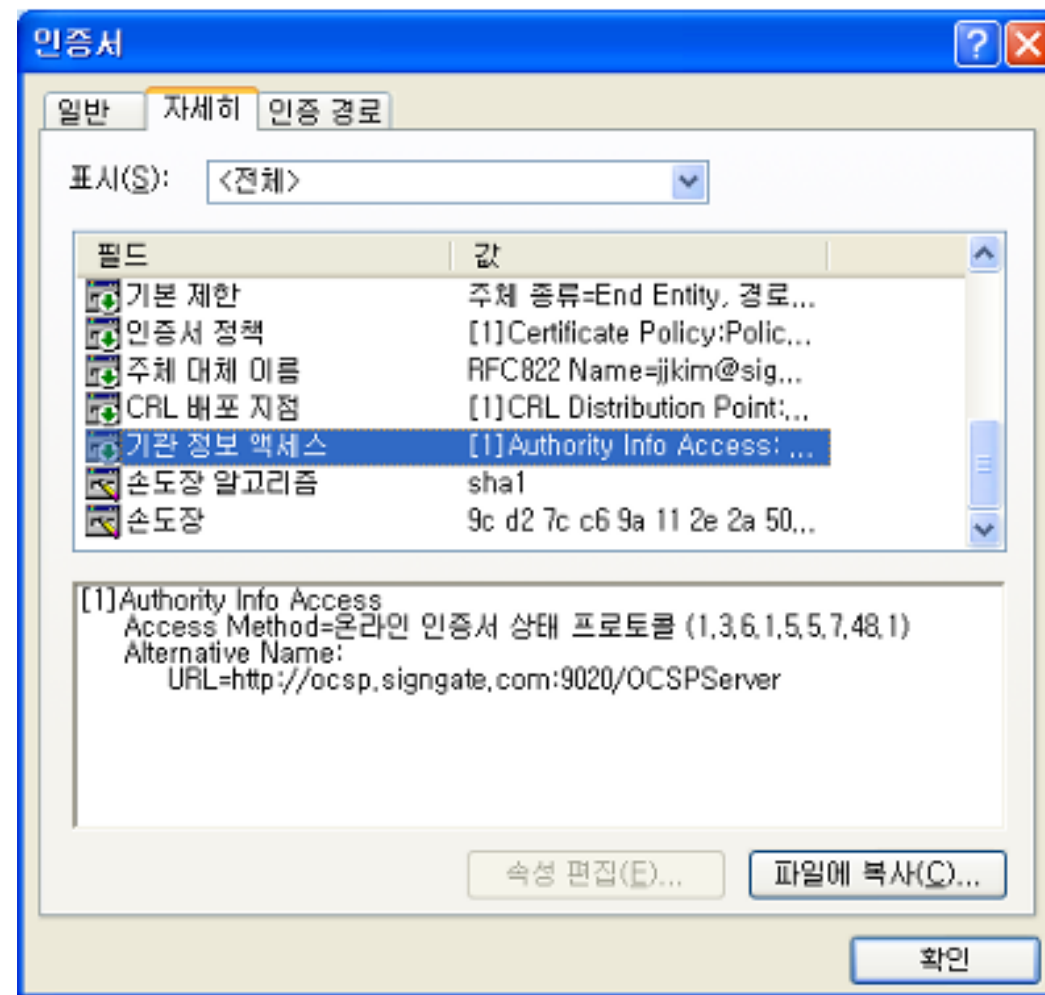 인증서
일반 자세히 인증 경로
표시(S): <전체>
필드 값
기본 제한 주체 종류=End Entity, 경로...
인증서 정책 [1]Certificate Policy:Polic...
주체 대체 이름 RFC822 Name=jjkim@sig...
CRL 배포 지점 [1]CRL Distribution Point:...
기관 정보 액세스 [1]Authority Info Access: ...
손도장 알고리즘 sha1
손도장 9c d2 7c c6 9a 11 2e 2a 50...
[1]Authority Info Access
Access Method=온라인 인증서 상태 프로토콜 (1.3.6.1.5.5.7.48.1)
Alternative Name:
URL=http://ocsp.signgate.com:9020/OCSPServer
속성 편집(E)... 파일에 복사(C)...
확인